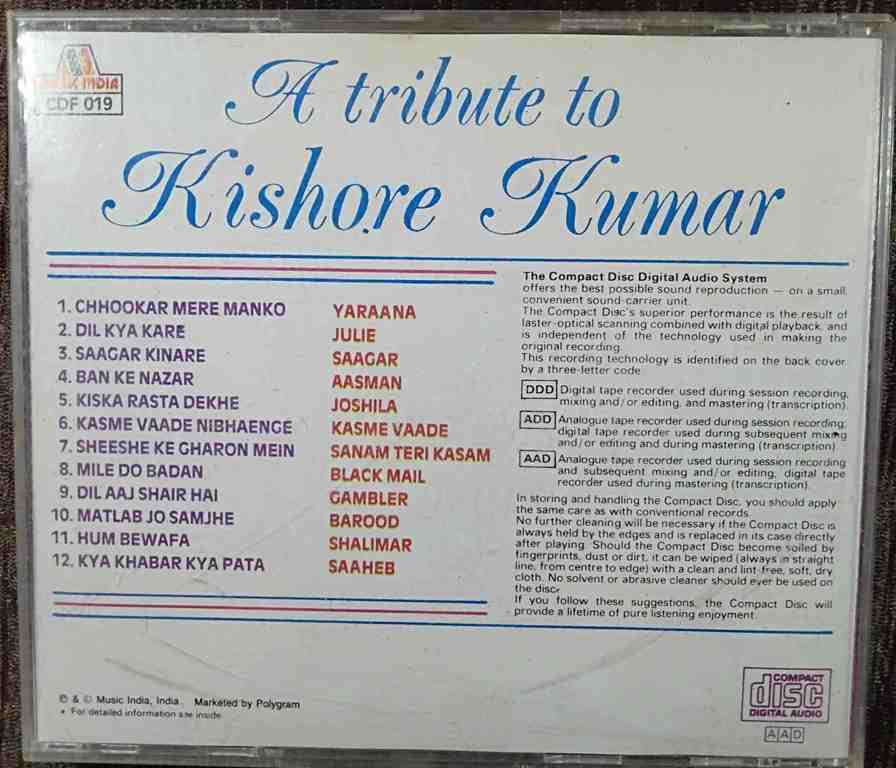 MUSIC INDIA
CDF 019
A tribute to
Kishore Kumar
1. CHHOOKAR MERE MANKO YARAANA
2. DIL KYA KARE JULIE
3. SAAGAR KINARE SAAGAR
4. BAN KE NAZAR AASMAN
5. KISKA RASTA DEKHE JOSHILA
6. KASME VAADE NIBHAENGE KASME VAADE
7. SHEESHE KE GHARON MEIN SANAM TERI KASAM
8. MILE DO BADAN BLACK MAIL
9. DIL AAJ SHAIR HAI GAMBLER
10. MATLAB JO SAMJHE BAROOD
11. HUM BEWAFA SHALIMAR
12. KYA KHABAR KYA PATA SAAHEB
The Compact Disc Digital Audio System
offers the best possible sound reproduction — on a small,
convenient sound-carrier unit.
The Compact Disc's superior performance is the result of
laster-optical scanning combined with digital playback, and
is independent of the technology used in making the
original recording.
This recording technology is identified on the back cover
by a three-letter code
DDD Digital tape recorder used during session recording,
mixing and/or editing, and mastering (transcription).
ADD Analogue tape recorder used during session recording;
digital tape recorder used during subsequent mixing
and/or editing and during mastering (transcription).
AAD Analogue tape recorder used during session recording
and subsequent mixing and/or editing, digital tape
recorder used during mastering (transcription).
In storing and handling the Compact Disc, you should apply
the same care as with conventional records.
No further cleaning will be necessary if the Compact Disc is
always held by the edges and is replaced in its case directly
after playing. Should the Compact Disc become soiled by
fingerprints, dust or dirt, it can be wiped (always in straight
line, from centre to edge) with a clean and lint-free, soft, dry
cloth. No solvent or abrasive cleaner should ever be used on
the disc.
If you follow these suggestions, the Compact Disc will
provide a lifetime of pure listening enjoyment.
℗ & © Music India, India. Marketed by Polygram
* For detailed information see inside
COMPACT
disc
DIGITAL AUDIO
AAD